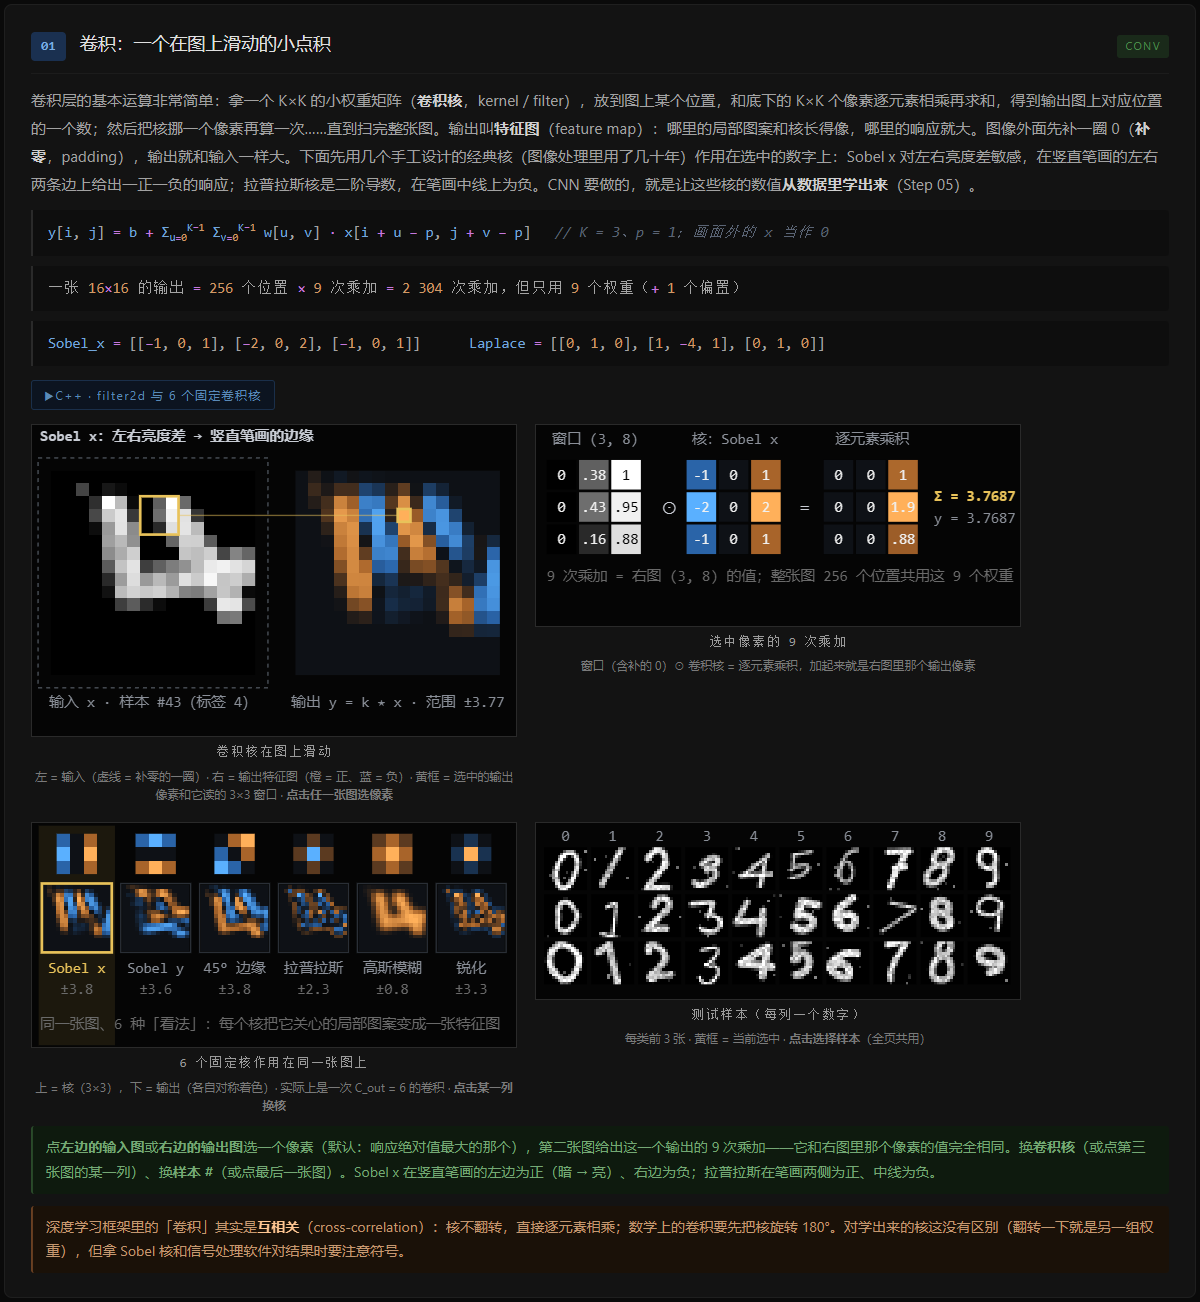 01 卷积：一个在图上滑动的小点积 CONV
卷积层的基本运算非常简单：拿一个 K×K 的小权重矩阵（卷积核，kernel / filter），放到图上某个位置，和底下的 K×K 个像素逐元素相乘再求和，得到输出图上对应位置
的一个数；然后把核挪一个像素再算一次……直到扫完整张图。输出叫特征图（feature map）：哪里的局部图案和核长得像，哪里的响应就大。图像外面先补一圈 0（补
零，padding），输出就和输入一样大。下面先用几个手工设计的经典核（图像处理里用了几十年）作用在选中的数字上：Sobel x 对左右亮度差敏感，在竖直笔画的左右
两条边上给出一正一负的响应；拉普拉斯核是二阶导数，在笔画中线上为负。CNN 要做的，就是让这些核的数值从数据里学出来（Step 05）。
y[i, j] = b + Σu=0^K−1 Σv=0^K−1 w[u, v] · x[i + u − p, j + v − p] // K = 3、p = 1；画面外的 x 当作 0
一张 16×16 的输出 = 256 个位置 × 9 次乘加 = 2 304 次乘加，但只用 9 个权重（+ 1 个偏置）
Sobel_x = [[−1, 0, 1], [−2, 0, 2], [−1, 0, 1]] Laplace = [[0, 1, 0], [1, −4, 1], [0, 1, 0]]
▶C++ · filter2d 与 6 个固定卷积核
Sobel x：左右亮度差 → 竖直笔画的边缘
输入 x · 样本 #43（标签 4） 输出 y = k ⋆ x · 范围 ±3.77
卷积核在图上滑动
左 = 输入（虚线 = 补零的一圈）· 右 = 输出特征图（橙 = 正、蓝 = 负）· 黄框 = 选中的输出
像素和它读的 3×3 窗口 · 点击任一张图选像素
窗口 (3, 8) 核：Sobel x 逐元素乘积
0 .38 1 -1 0 1 0 0 1
0 .43 .95 ⊙ -2 0 2 = 0 0 1.9
0 .16 .88 -1 0 1 0 0 .88
Σ = 3.7687
y = 3.7687
9 次乘加 = 右图 (3, 8) 的值；整张图 256 个位置共用这 9 个权重
选中像素的 9 次乘加
窗口（含补的 0）⊙ 卷积核 = 逐元素乘积，加起来就是右图里那个输出像素
Sobel x Sobel y 45° 边缘 拉普拉斯 高斯模糊 锐化
±3.8 ±3.6 ±3.8 ±2.3 ±0.8 ±3.3
同一张图、6 种「看法」：每个核把它关心的局部图案变成一张特征图
6 个固定核作用在同一张图上
上 = 核（3×3），下 = 输出（各自对称着色）· 实际上是一次 C_out = 6 的卷积 · 点击某一列
换核
0 1 2 3 4 5 6 7 8 9
0 1 2 3 4 5 6 7 8 9
0 1 2 3 4 5 6 7 8 9
0 1 2 3 4 5 6 7 8 9
测试样本（每列一个数字）
每类前 3 张 · 黄框 = 当前选中 · 点击选择样本（全页共用）
点左边的输入图或右边的输出图选一个像素（默认：响应绝对值最大的那个），第二张图给出这一个输出的 9 次乘加——它和右图里那个像素的值完全相同。换卷积核（或点第三
张图的某一列）、换样本 #（或点最后一张图）。Sobel x 在竖直笔画的左边为正（暗 → 亮）、右边为负；拉普拉斯在笔画两侧为正、中线为负。
深度学习框架里的「卷积」其实是互相关（cross-correlation）：核不翻转，直接逐元素相乘；数学上的卷积要先把核旋转 180°。对学出来的核这没有区别（翻转一下就是另一组权
重），但拿 Sobel 核和信号处理软件对结果时要注意符号。